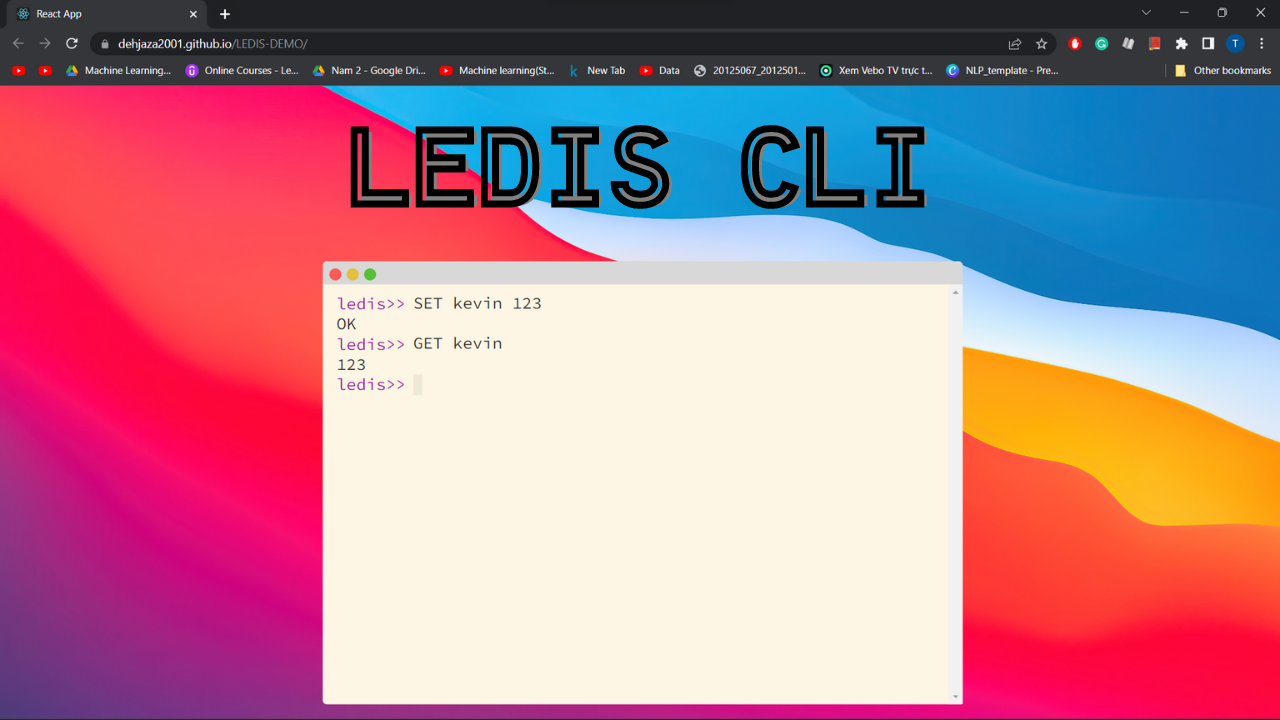 React App
dehjaza2001.github.io/LEDIS-DEMO/
T
Machine Learning...
Online Courses - Le...
Nam 2 - Google Dri...
Machine learning(St...
k
New Tab
Data
20125067_2012501...
Xem Vebo TV trực t...
NLP_template - Pre...
Other bookmarks
LEDIS CLI
ledis>> SET kevin 123
OK
ledis>> GET kevin
123
ledis>>